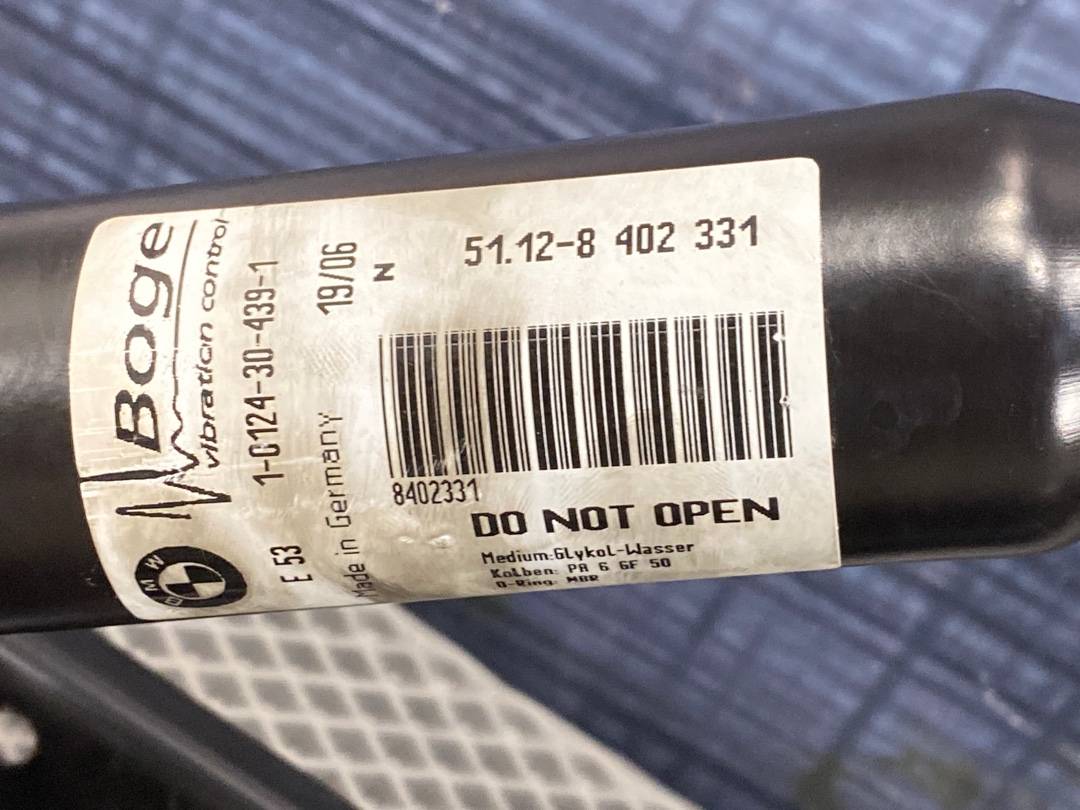 Boge
vibration control
1-0124-30-439-1
19/06
Made in Germany
E 53
BMW
N
51.12-8 402 331
8402331
DO NOT OPEN
Medium:Glykol-Wasser
Kolben: PA 6 GF 50
O-Ring: NBR